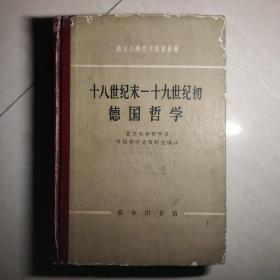 西方古典哲学原著选辑
十八世纪末—十九世纪初
德国哲学
北京大学哲学系
外国哲学史教研室编译
商务印书馆